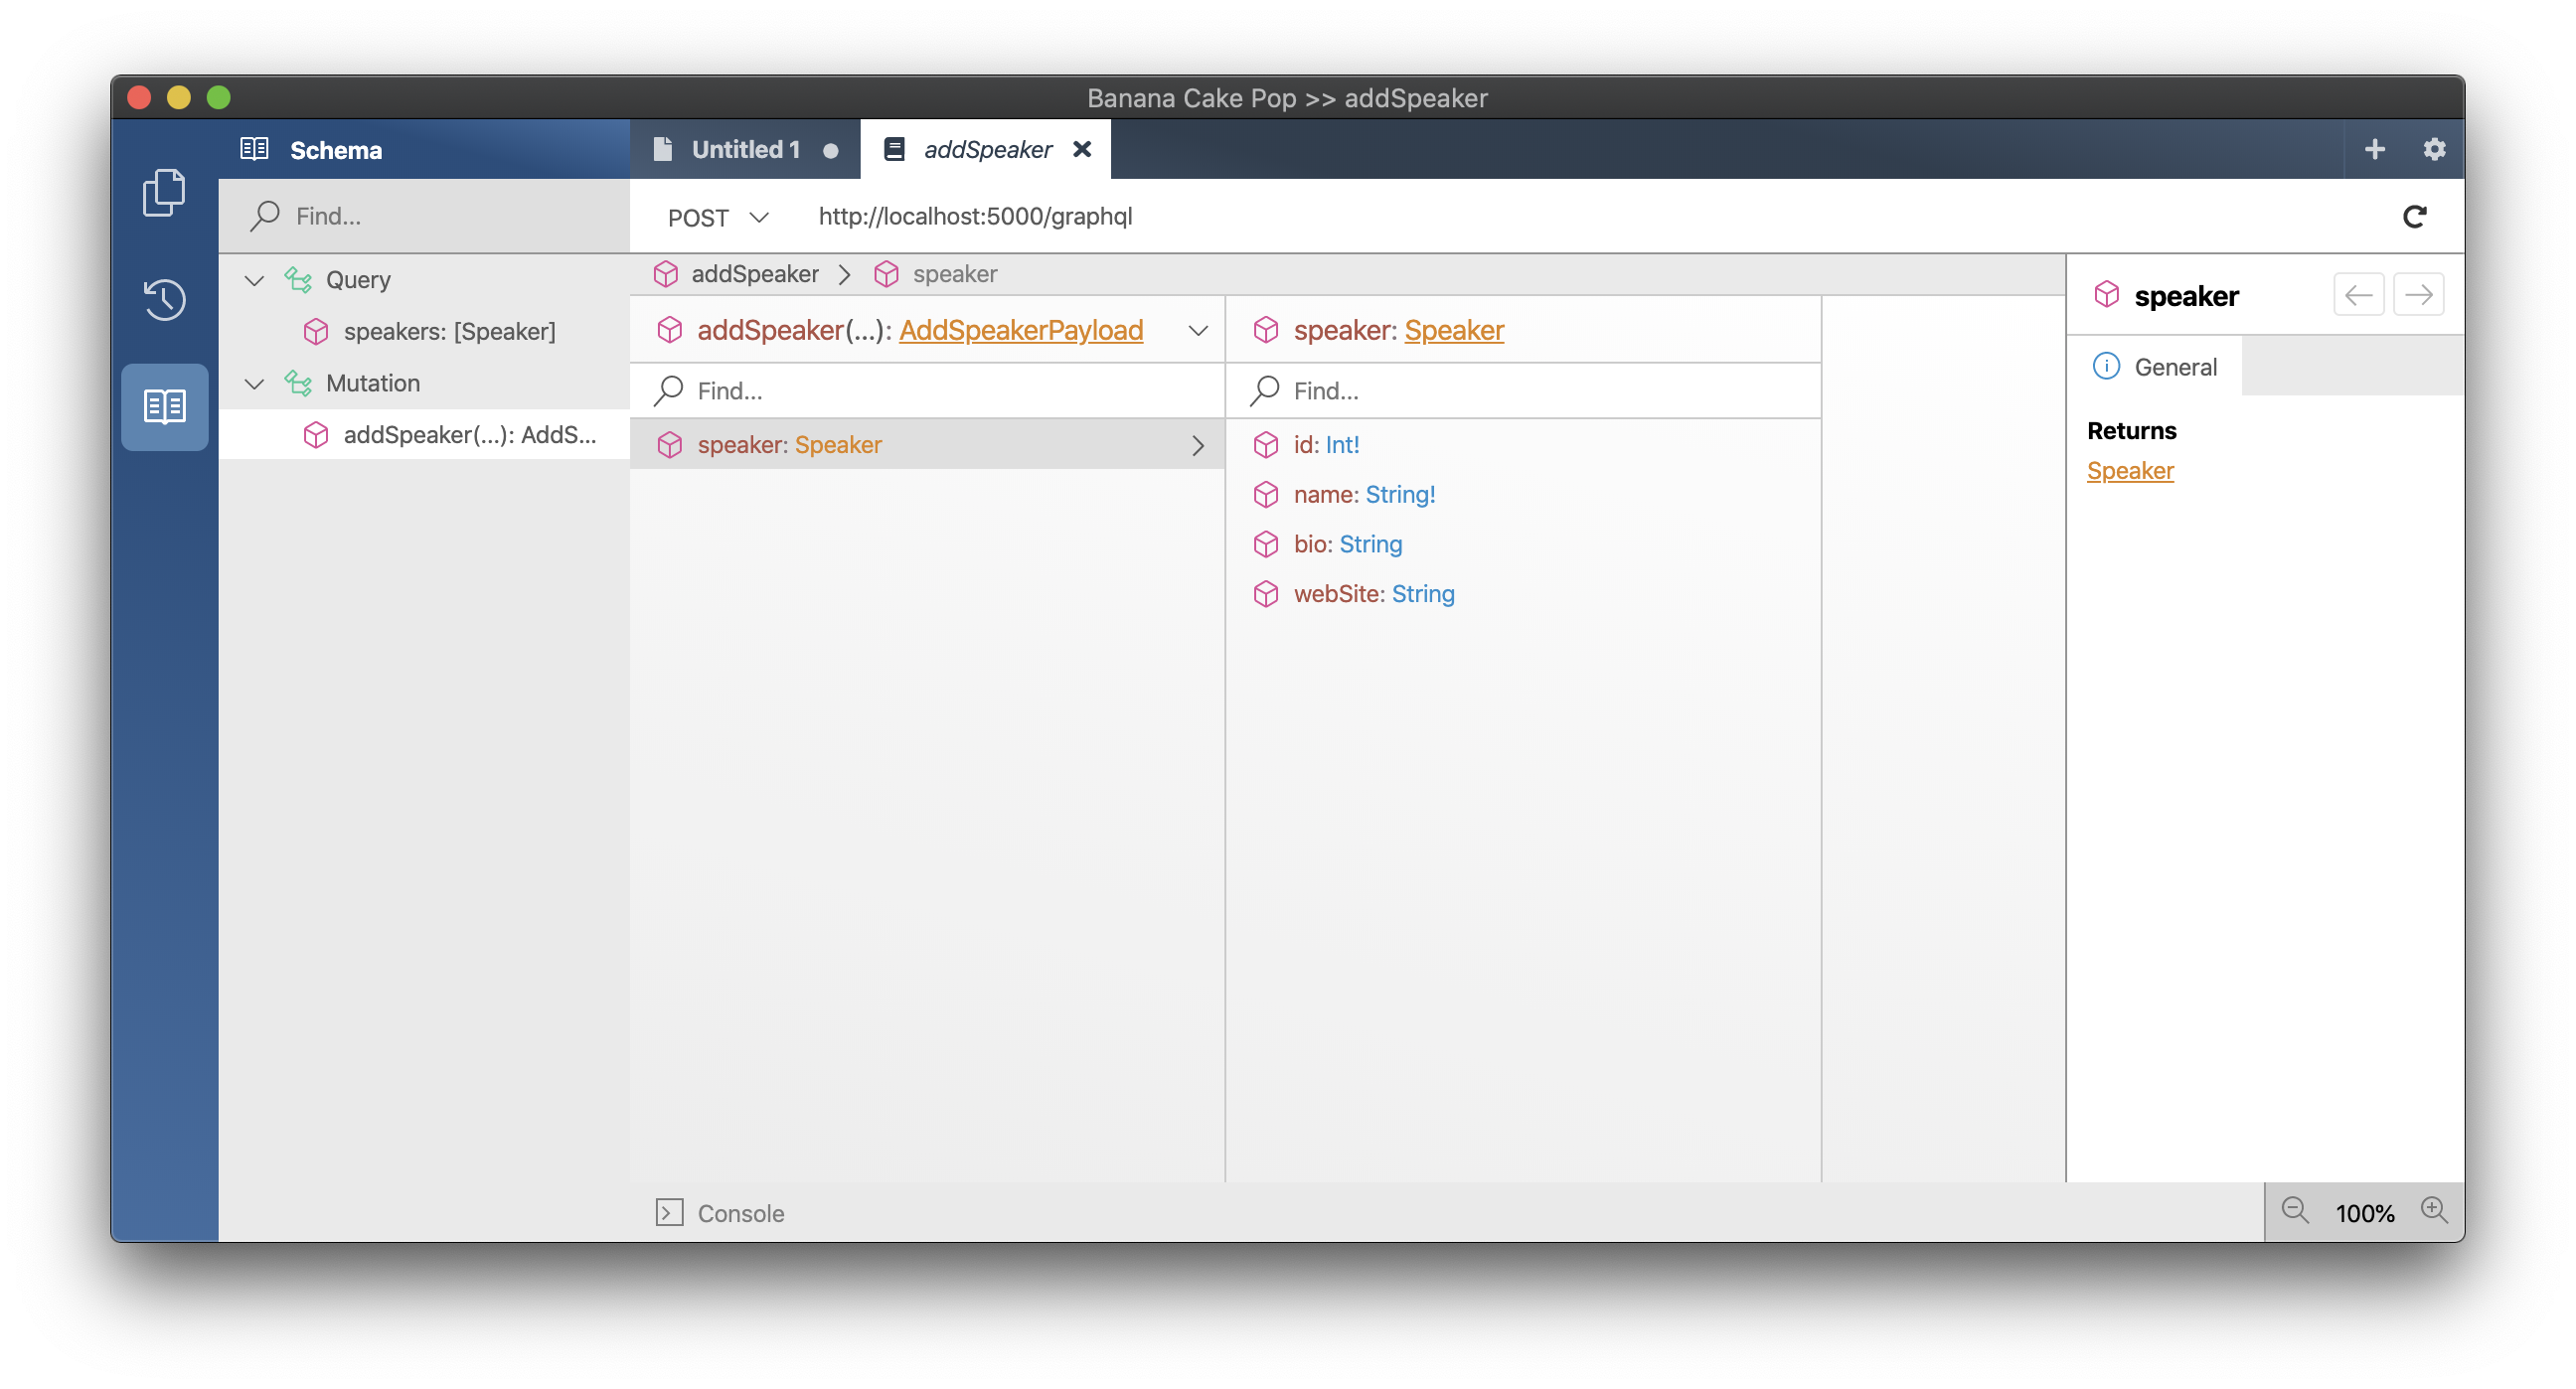 Banana Cake Pop >> addSpeaker
Schema
Untitled 1
addSpeaker
Find...
POST
http://localhost:5000/graphql
Query
speakers: [Speaker]
Mutation
addSpeaker(...): AddS...
addSpeaker
speaker
addSpeaker(...): AddSpeakerPayload
Find...
speaker: Speaker
speaker: Speaker
Find...
id: Int!
name: String!
bio: String
webSite: String
speaker
General
Returns
Speaker
Console
100%